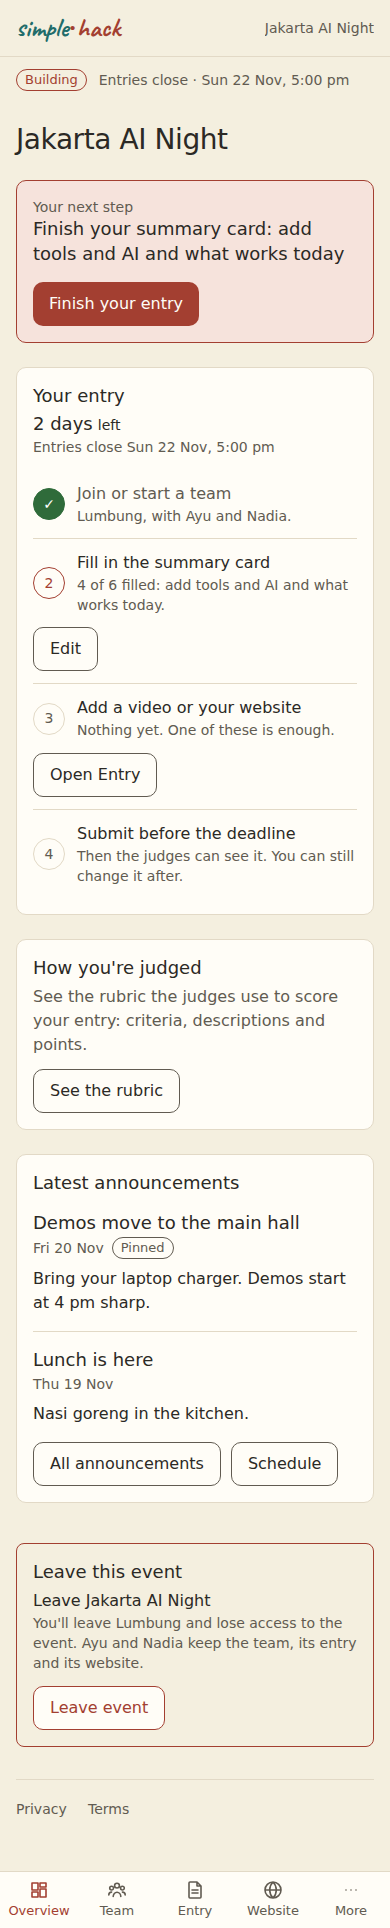 simple·hack
Jakarta AI Night
Building
Entries close · Sun 22 Nov, 5:00 pm
Jakarta AI Night
Your next step
Finish your summary card: add
tools and AI and what works today
Finish your entry
Your entry
2 days left
Entries close Sun 22 Nov, 5:00 pm
✓
Join or start a team
Lumbung, with Ayu and Nadia.
2
Fill in the summary card
4 of 6 filled: add tools and AI and what
works today.
Edit
3
Add a video or your website
Nothing yet. One of these is enough.
Open Entry
4
Submit before the deadline
Then the judges can see it. You can still
change it after.
How you're judged
See the rubric the judges use to score
your entry: criteria, descriptions and
points.
See the rubric
Latest announcements
Demos move to the main hall
Fri 20 Nov
Pinned
Bring your laptop charger. Demos start
at 4 pm sharp.
Lunch is here
Thu 19 Nov
Nasi goreng in the kitchen.
All announcements
Schedule
Leave this event
Leave Jakarta AI Night
You'll leave Lumbung and lose access to the
event. Ayu and Nadia keep the team, its entry
and its website.
Leave event
Privacy
Terms
Overview
Team
Entry
Website
More